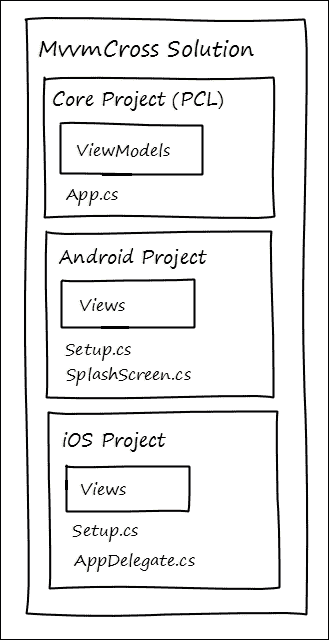 MvvmCross Solution
Core Project (PCL)
ViewModels
App.cs
Android Project
Views
Setup.cs
SplashScreen.cs
iOS Project
Views
Setup.cs
AppDelegate.cs